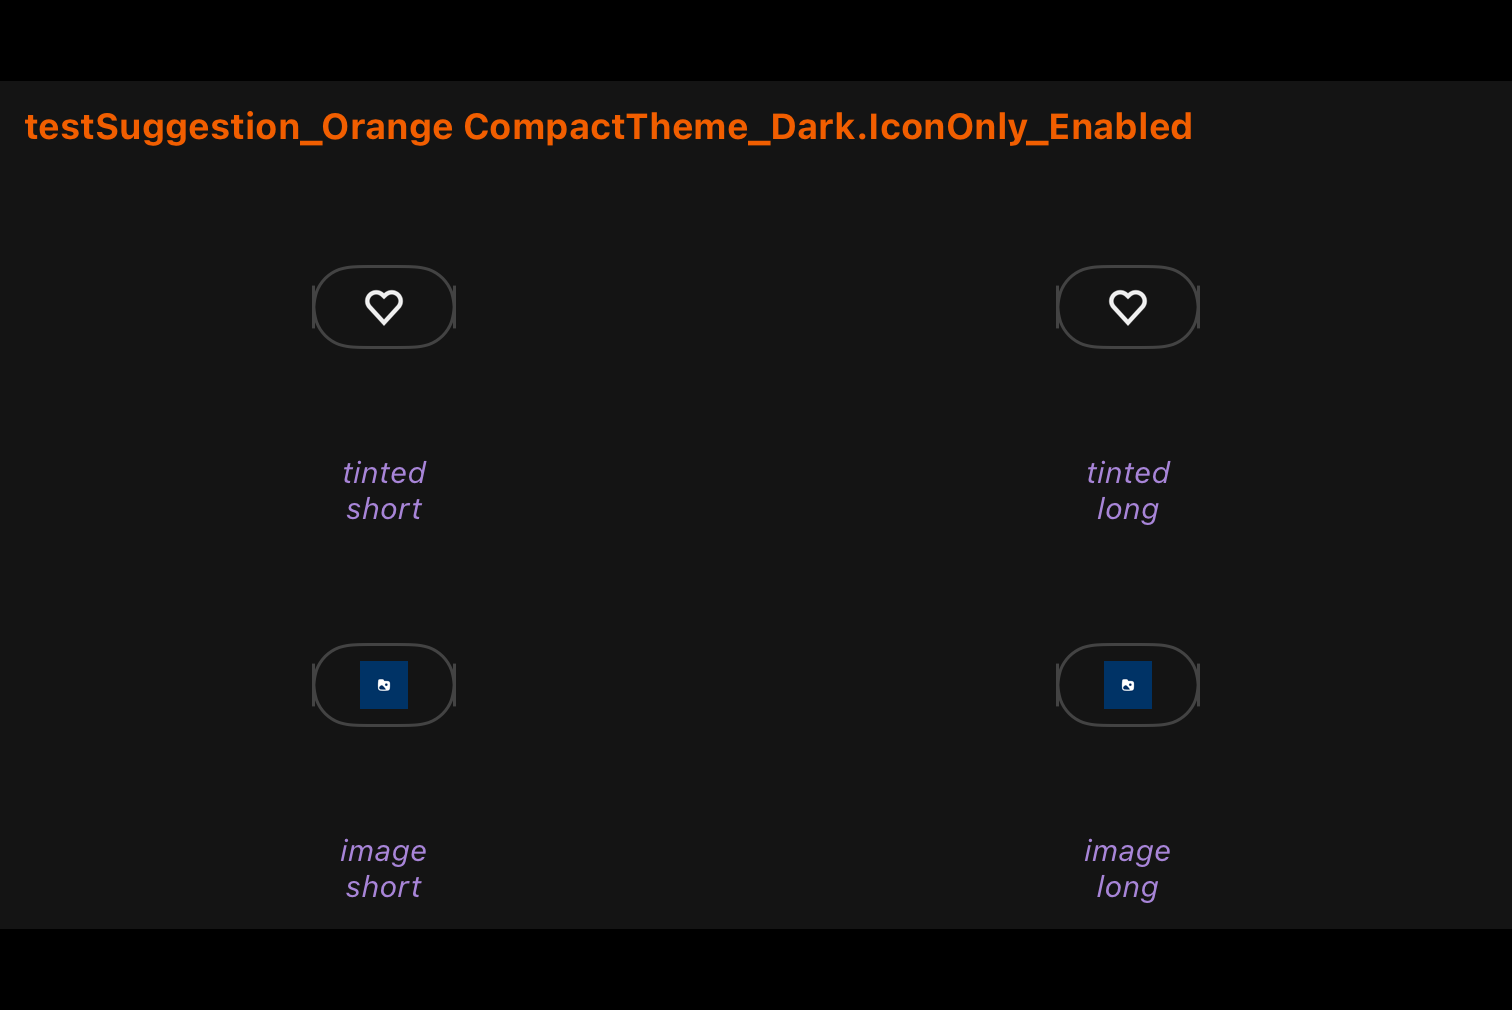 testSuggestion_Orange CompactTheme_Dark.IconOnly_Enabled
tinted
short
tinted
long
image
short
image
long